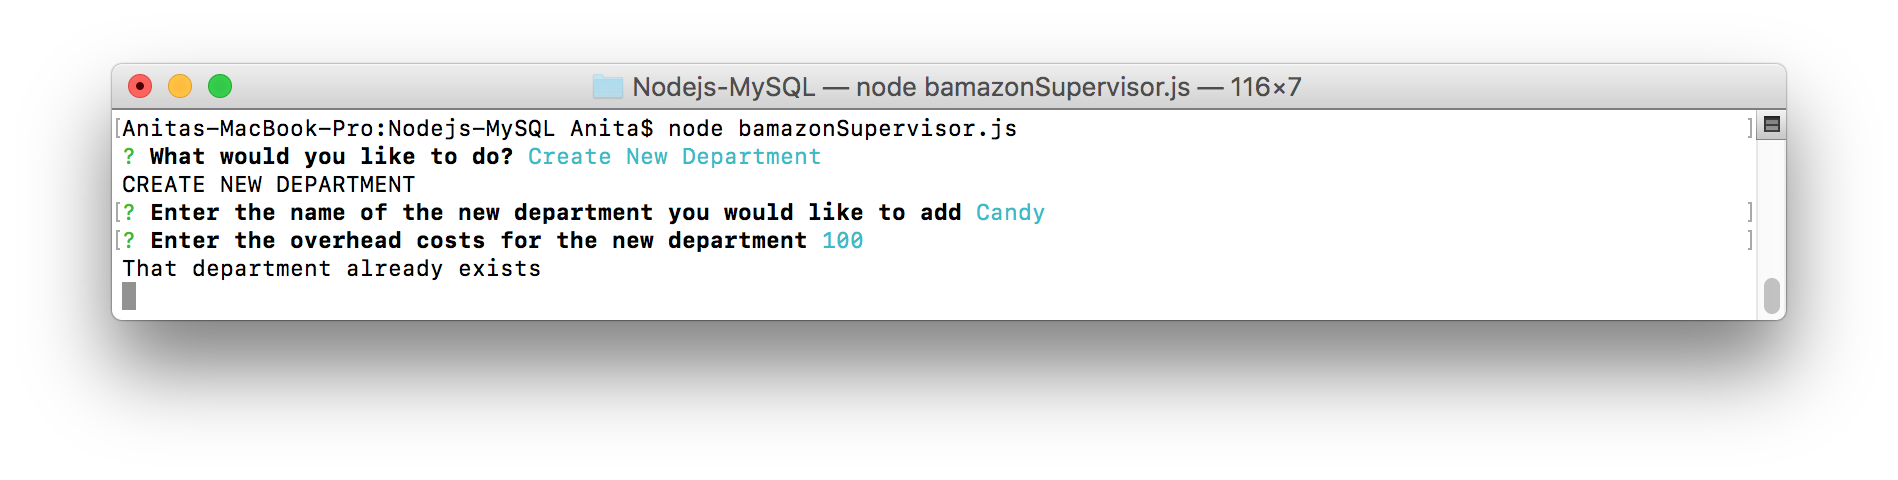 Nodejs-MySQL — node bamazonSupervisor.js — 116×7
[Anitas-MacBook-Pro:Nodejs-MySQL Anita$ node bamazonSupervisor.js ]
? What would you like to do? Create New Department
CREATE NEW DEPARTMENT
[? Enter the name of the new department you would like to add Candy ]
[? Enter the overhead costs for the new department 100 ]
That department already exists